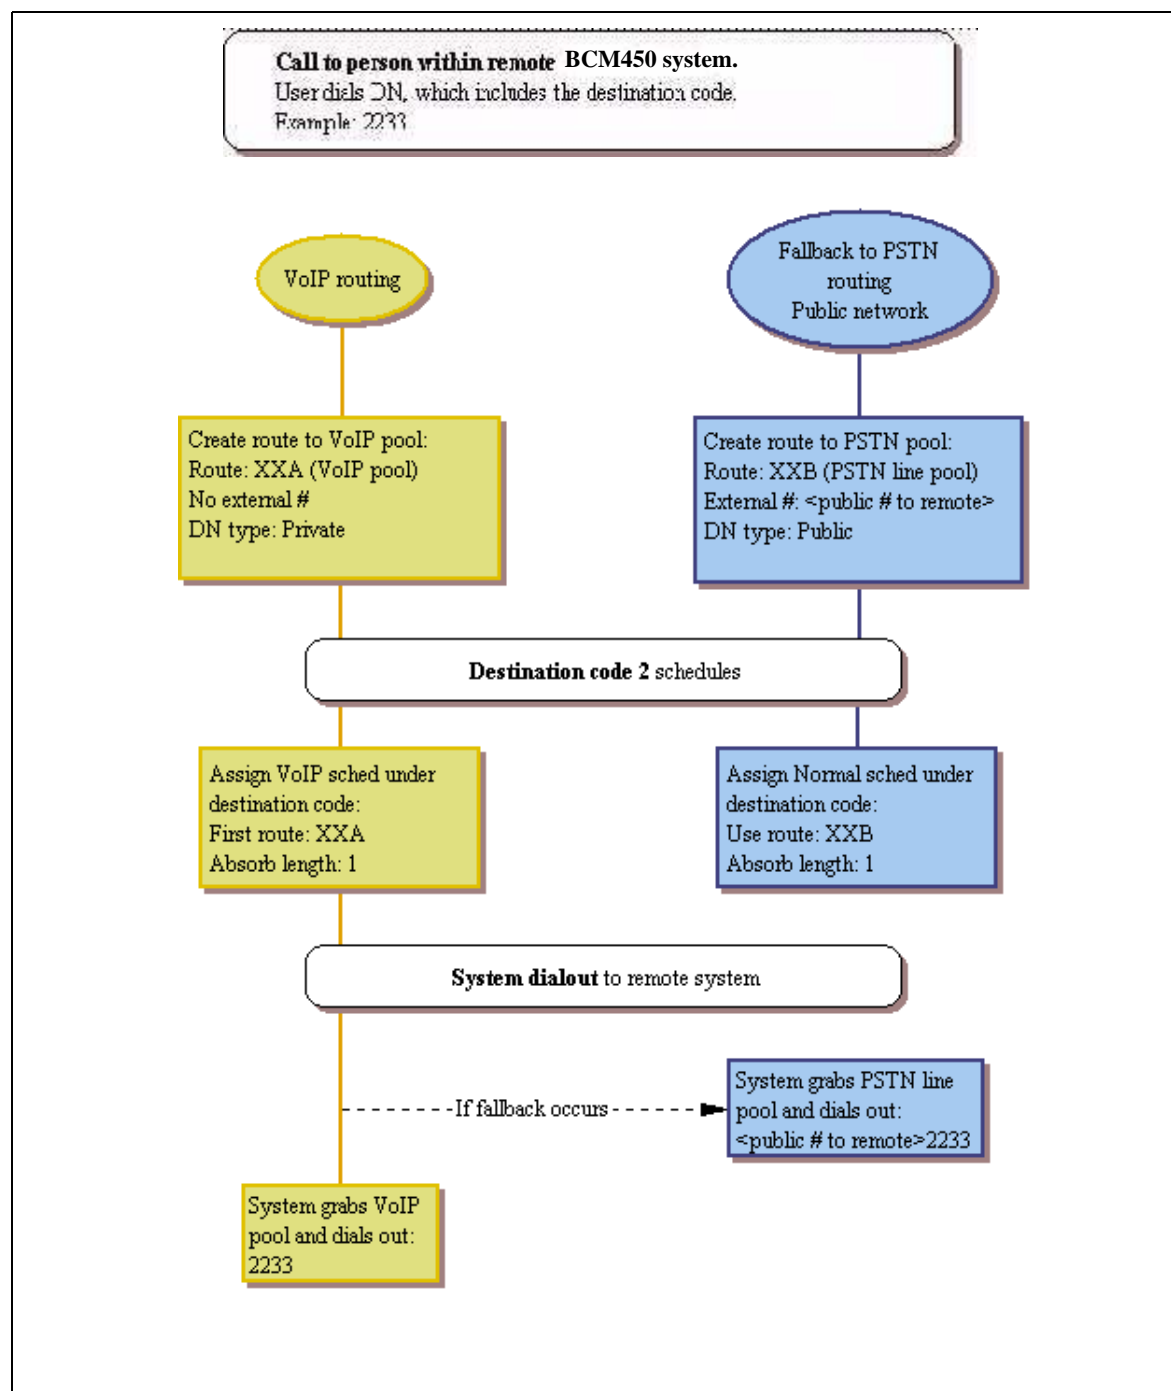 Call to person within remote BCM450 system.
User dials DN, which includes the destination code.
Example: 2233
VoIP routing
Fallback to PSTN
routing
Public network
Create route to VoIP pool:
Route: XXA (VoIP pool)
No external #
DN type: Private
Create route to PSTN pool:
Route: XXB (PSTN line pool)
External #: <public # to remote>
DN type: Public
Destination code 2 schedules
Assign VoIP sched under
destination code:
First route: XXA
Absorb length: 1
Assign Normal sched under
destination code:
Use route: XXB
Absorb length: 1
System dialout to remote system
If fallback occurs
System grabs PSTN line
pool and dials out:
<public # to remote>2233
System grabs VoIP
pool and dials out:
2233